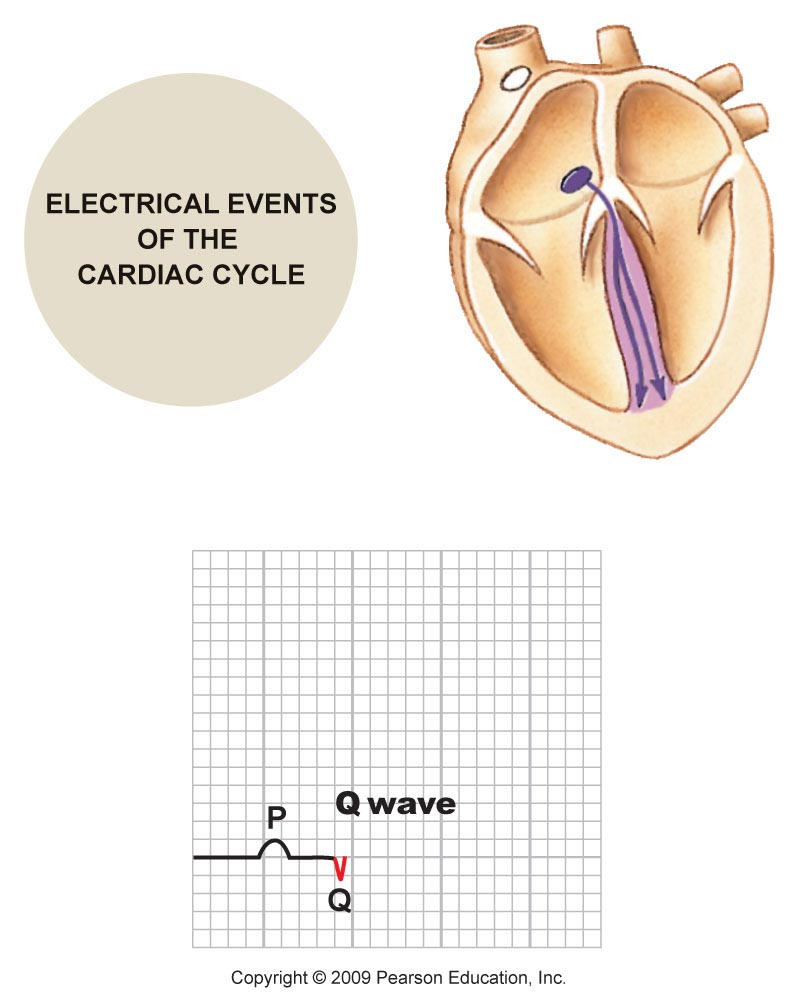 ELECTRICAL EVENTS
OF THE
CARDIAC CYCLE
Q wave
P
Q
Copyright © 2009 Pearson Education, Inc.